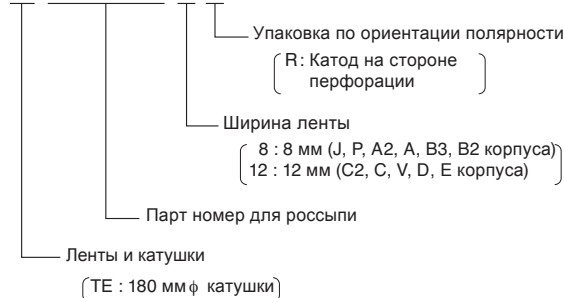 Упаковка по ориентации полярности
R: Катод на стороне
перфорации
Ширина ленты
8 : 8 мм (J, P, A2, A, B3, B2 корпуса)
12 : 12 мм (C2, C, V, D, E корпуса)
Парт номер для россыпи
Ленты и катушки
TE : 180 мм ϕ катушки